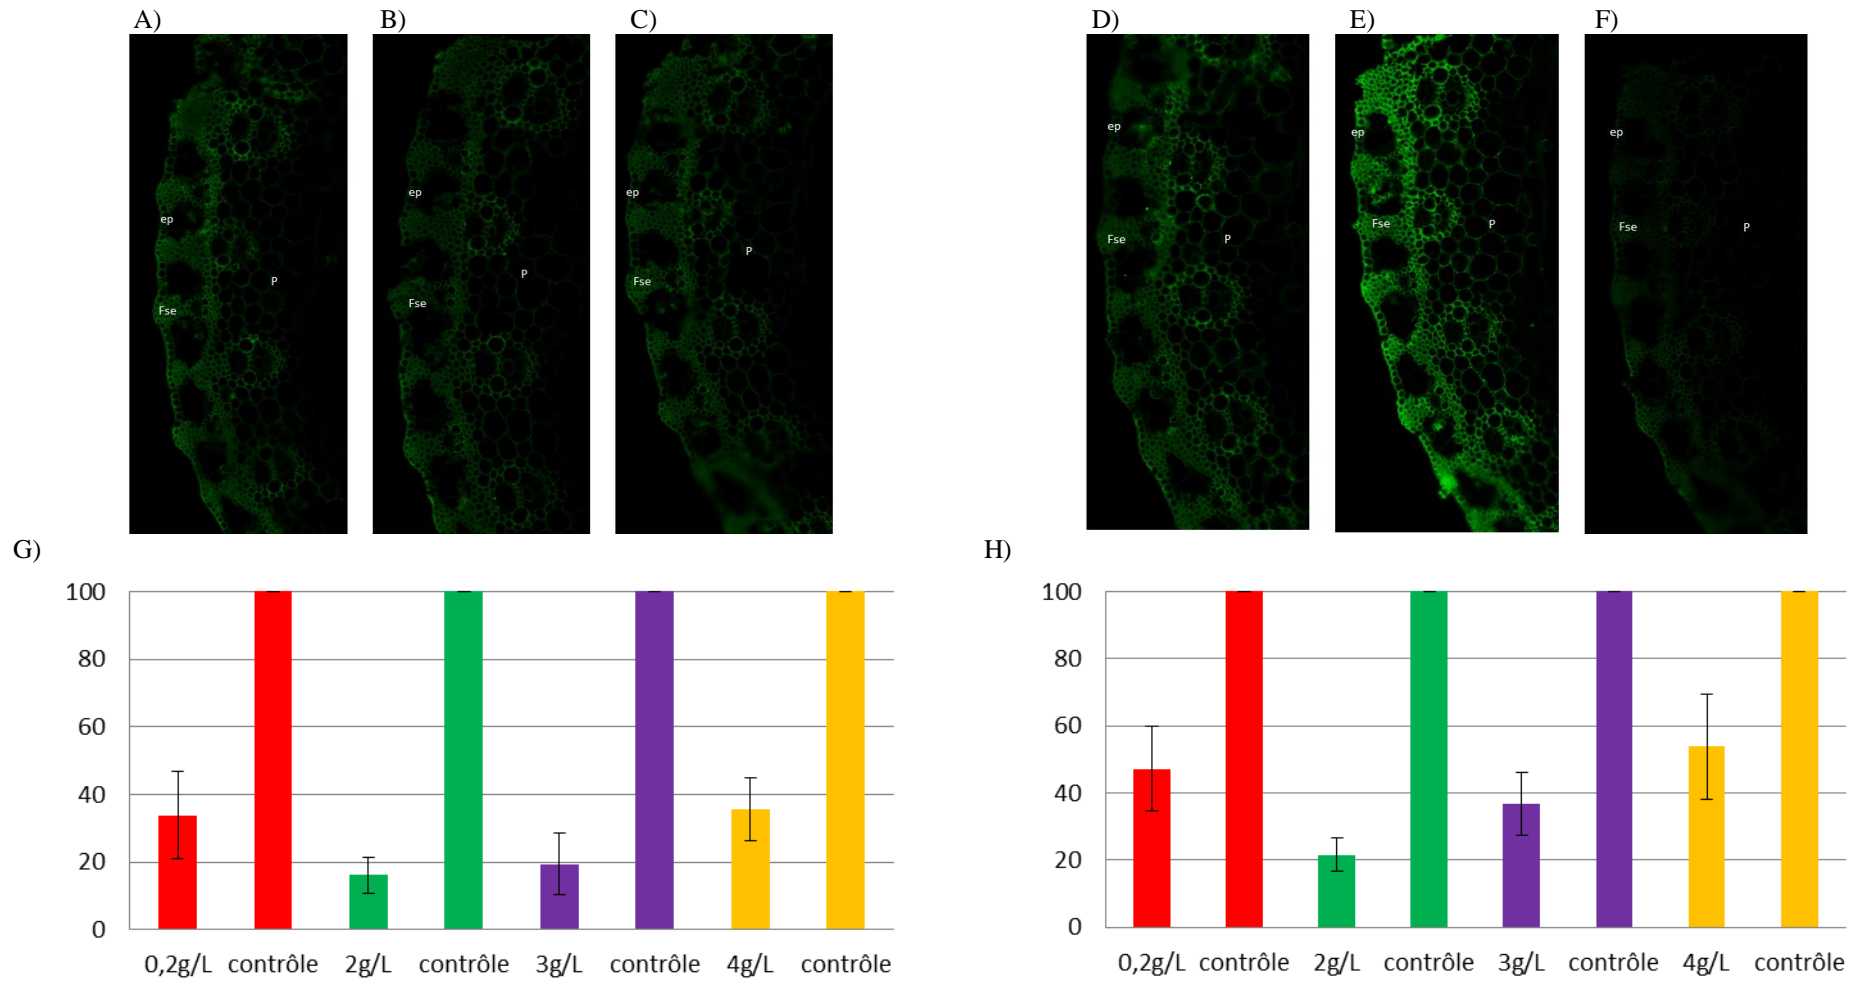 A) B) C) D) E) F)
ep
Fse
P
ep
Fse
P
ep
Fse
P
ep
Fse
P
ep
Fse
P
ep
Fse
P
G)
100
80
60
40
20
0
0,2g/L contrôle 2g/L contrôle 3g/L contrôle 4g/L contrôle
H)
100
80
60
40
20
0
0,2g/L contrôle 2g/L contrôle 3g/L contrôle 4g/L contrôle